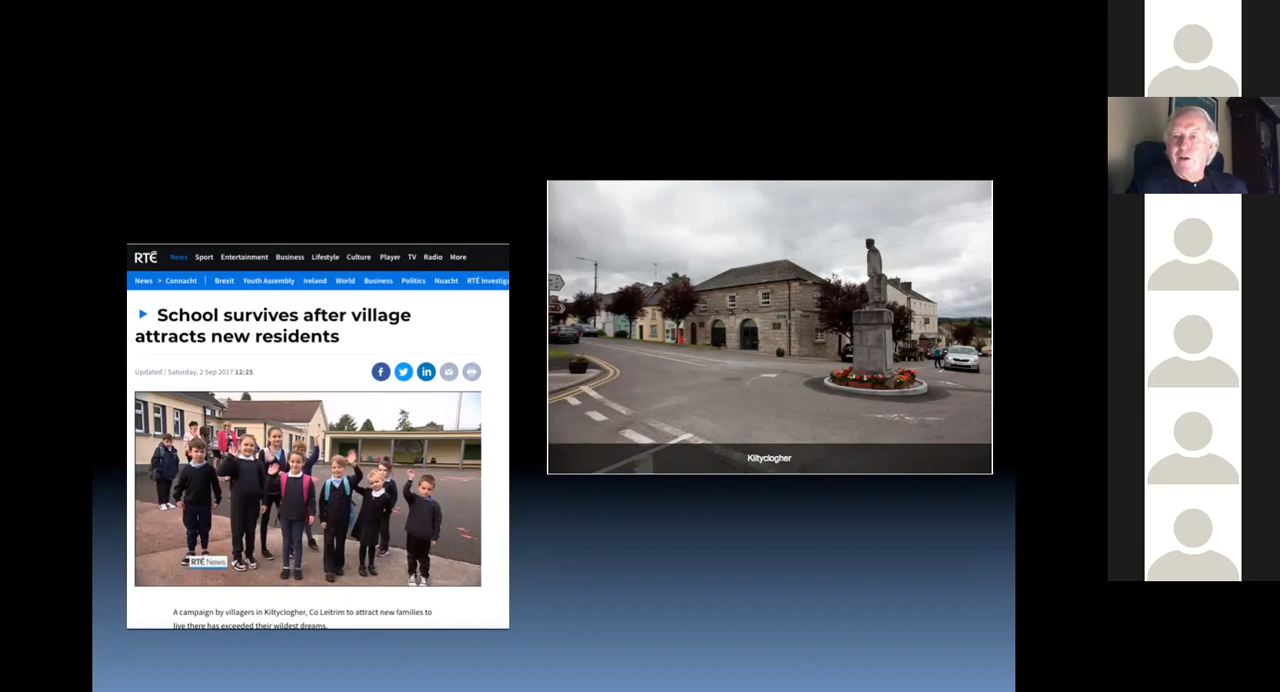 RTÉ News Sport Entertainment Business Lifestyle Culture Player TV Radio More
News > Connacht | Brexit Youth Assembly Ireland World Business Politics Nuacht RTÉ Investig
School survives after village
attracts new residents
Updated / Saturday, 2 Sep 2017 12:25
RTÉ News
A campaign by villagers in Kiltyclogher, Co Leitrim to attract new families to
live there has exceeded their wildest dreams.
Kiltyclogher